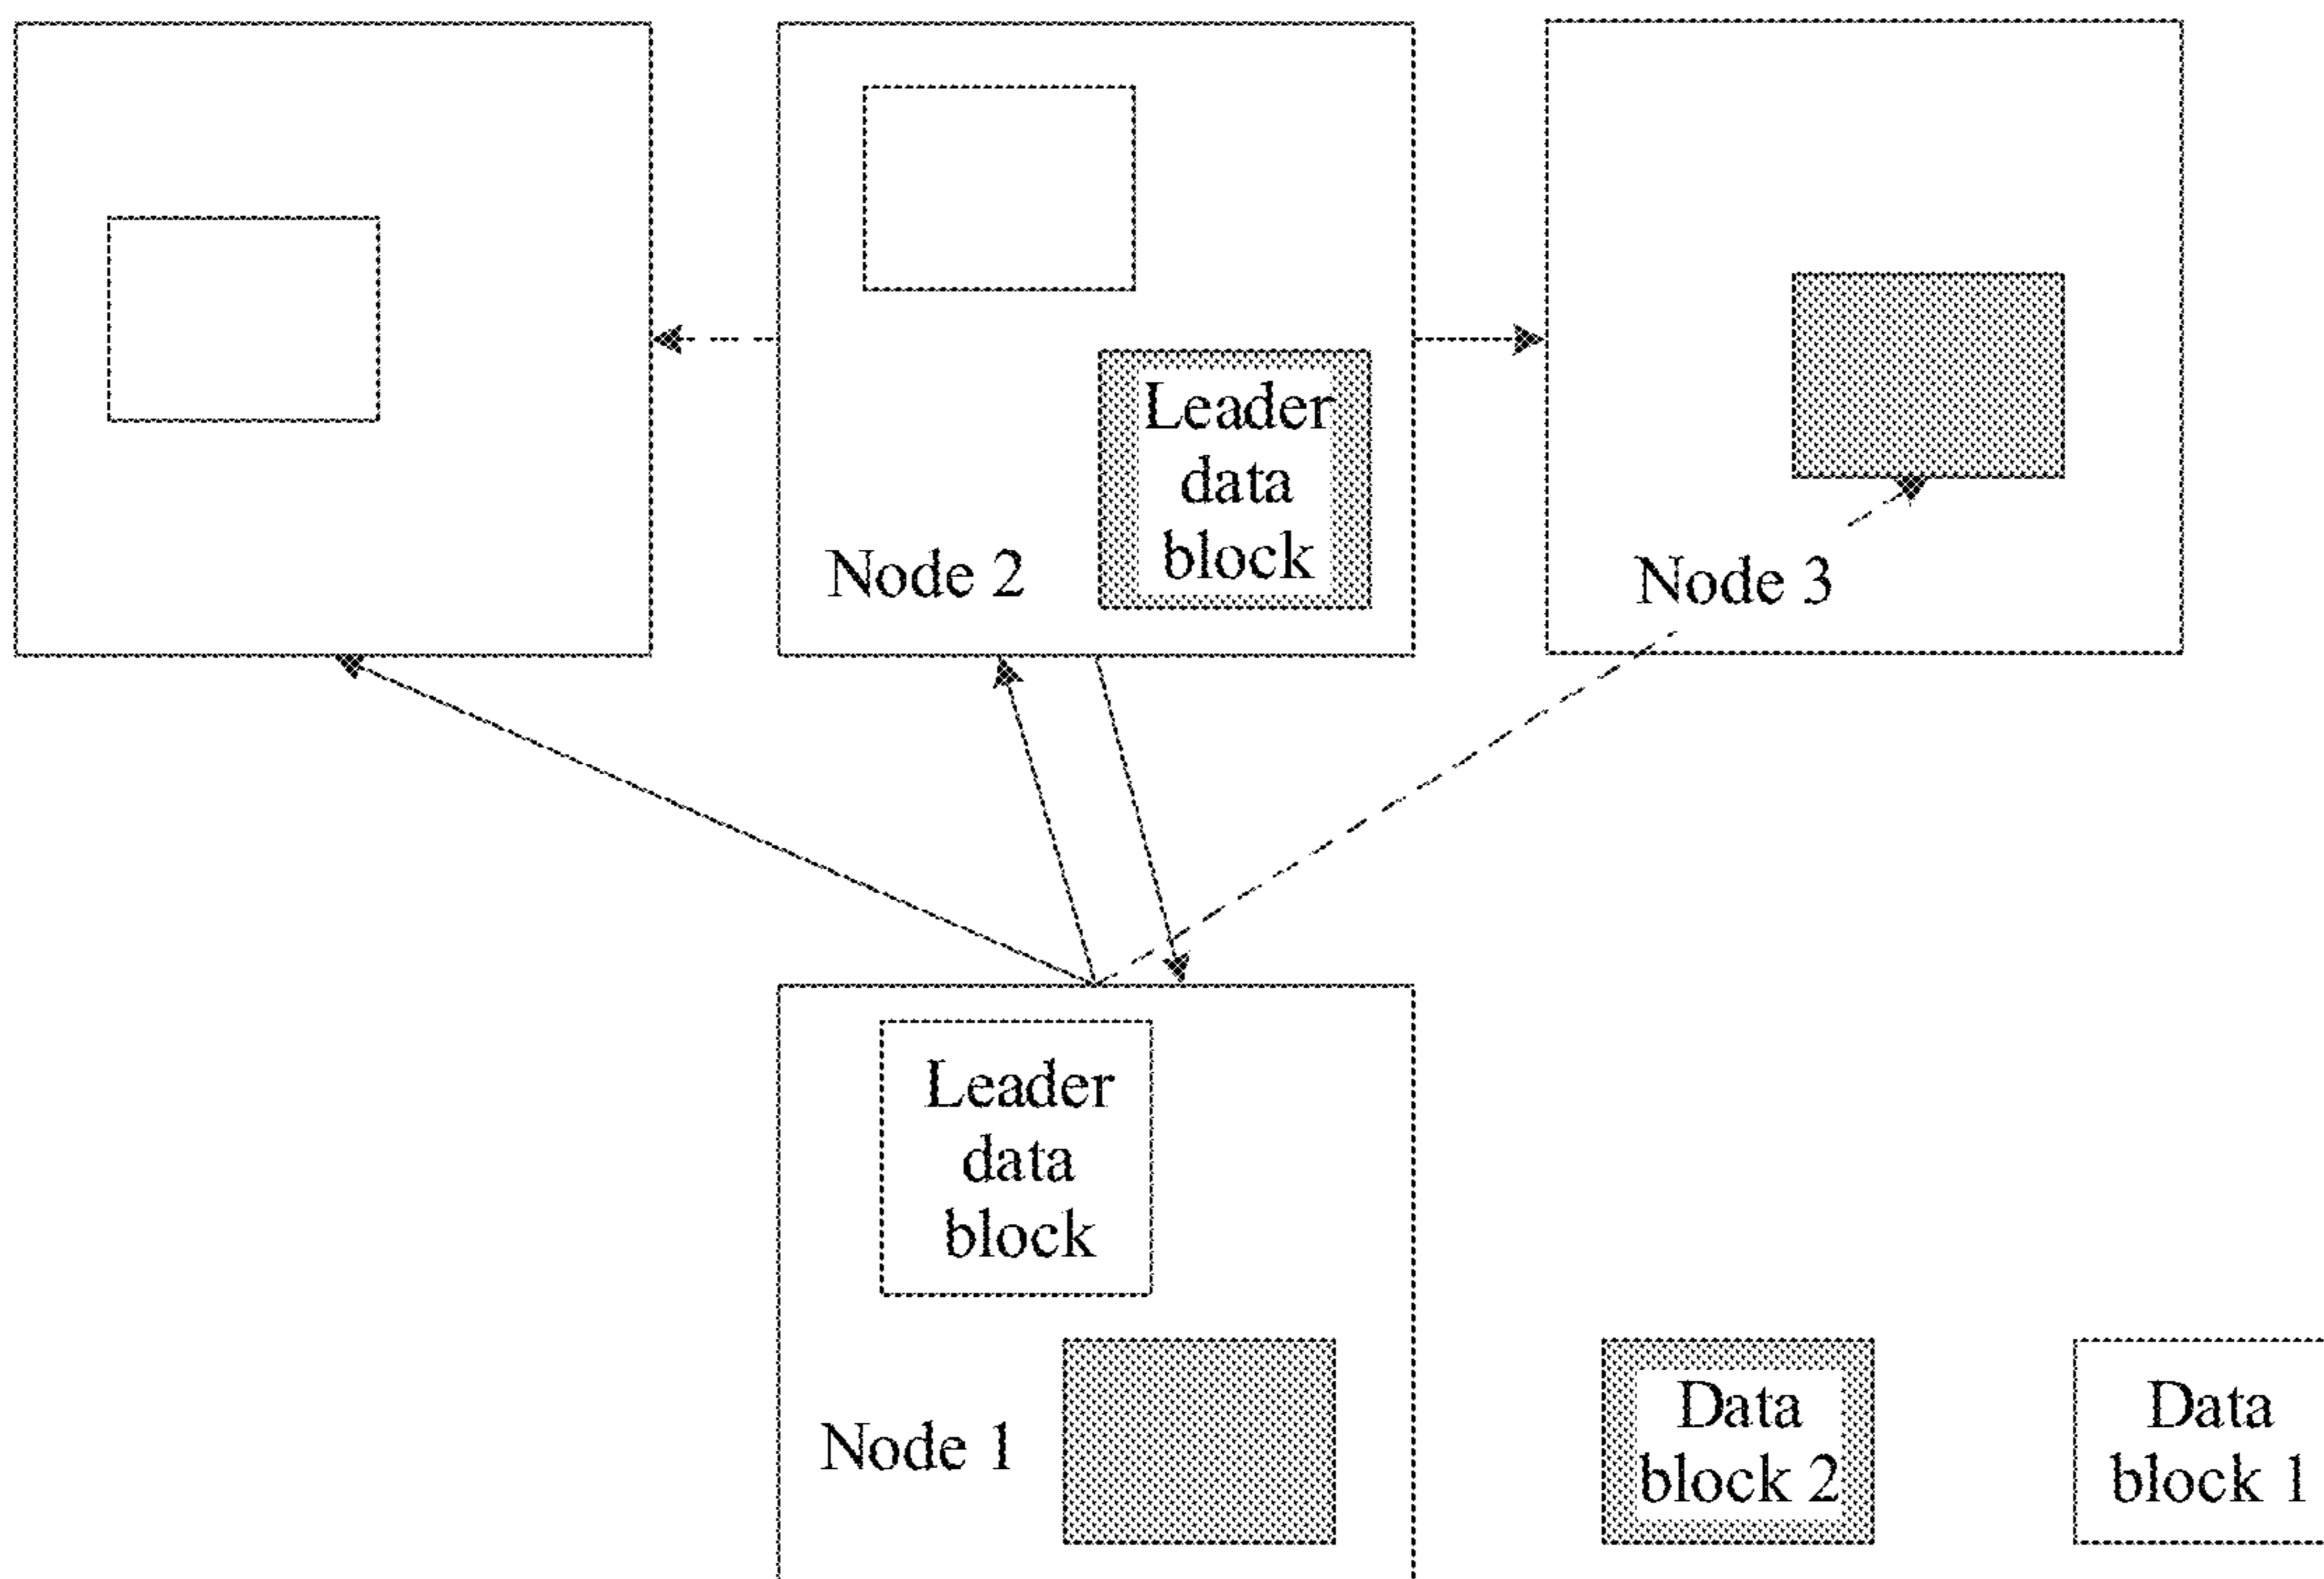 Leader
data
block
Node 2
Node 3
Leader
data
block
Node 1
Data
block 2
Data
block 1